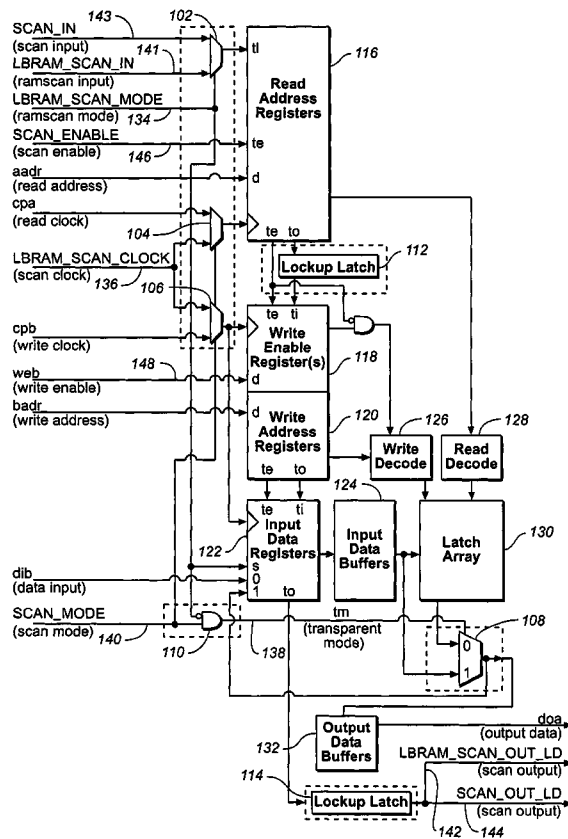 SCAN_IN
(scan input)
143
102
LBRAM_SCAN_IN
(ramscan input)
141
tl
Read
Address
Registers
116
LBRAM_SCAN_MODE
(ramscan mode)
134
SCAN_ENABLE
(scan enable)
146
te
aadr
(read address)
d
cpa
(read clock)
104
te
to
LBRAM_SCAN_CLOCK
(scan clock)
136
106
Lockup Latch
112
te
ti
cpb
(write clock)
Write
Enable
Register(s)
118
web
(write enable)
148
d
badr
(write address)
d
Write
Address
Registers
120
126
128
Write
Decode
Read
Decode
te
to
124
te
ti
Input
Data
Registers
122
Input
Data
Buffers
Latch
Array
130
s
dib
(data input)
0
1
to
SCAN_MODE
(scan mode)
140
110
138
tm
(transparent
mode)
108
0
1
132
Output
Data
Buffers
doa
(output data)
LBRAM_SCAN_OUT_LD
(scan output)
114
Lockup Latch
SCAN_OUT_LD
(scan output)
142
144